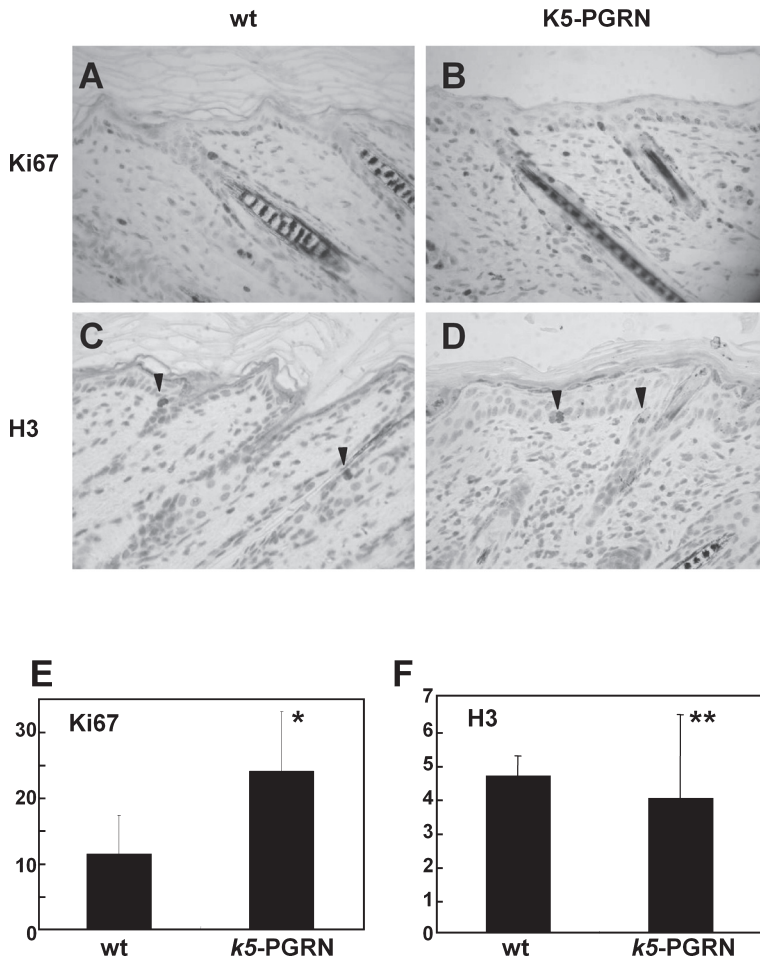 wt K5-PGRN
A B
Ki67
C D
H3
E F
Ki67 *
30
20
10
0
wt k5-PGRN
H3 **
7
6
5
4
3
2
1
0
wt k5-PGRN